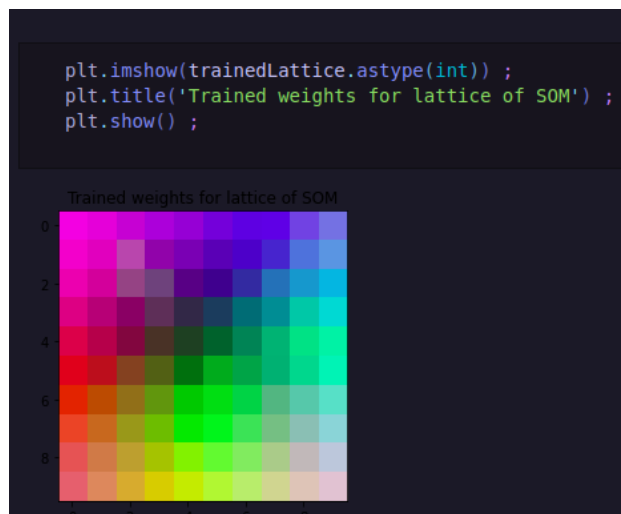 plt.imshow(trainedLattice.astype(int)) ;
plt.title('Trained weights for lattice of SOM') ;
plt.show() ;
Trained weights for lattice of SOM
0
2
4
6
8